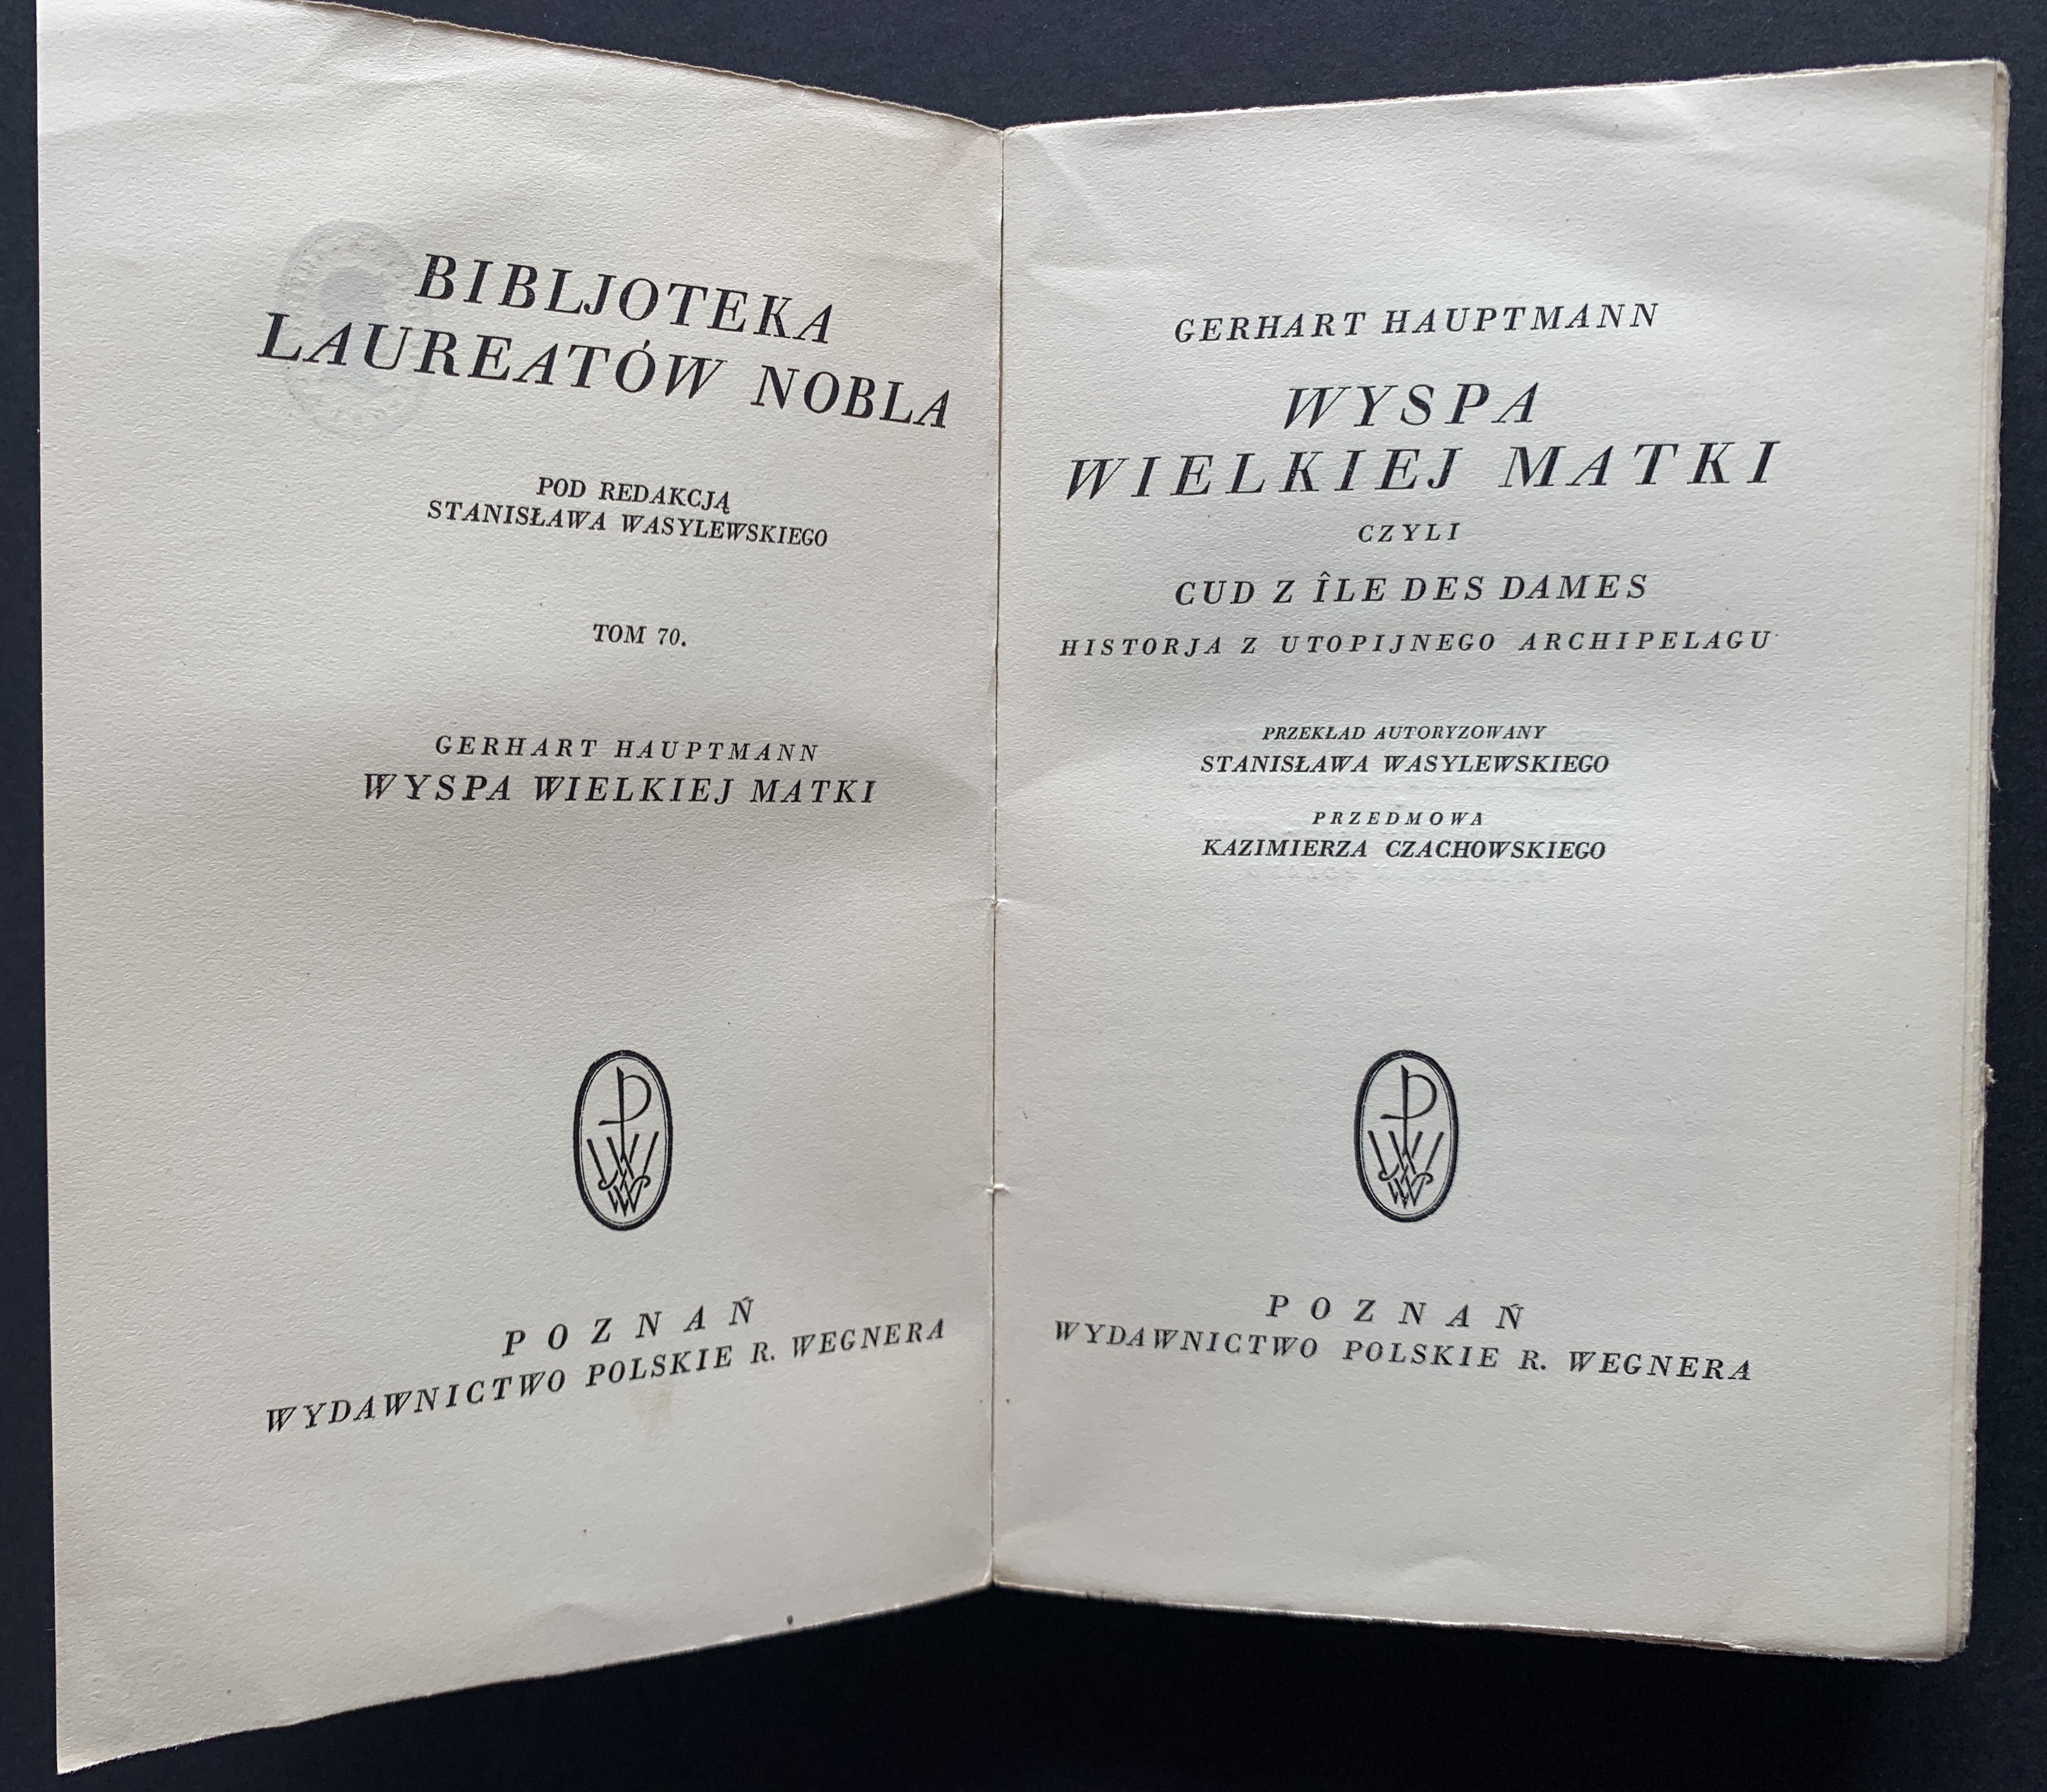 BIBLJOTEKA
LAUREATÓW NOBLA
POD REDAKCJĄ
STANISŁAWA WASYLEWSKIEGO
TOM 70.
GERHART HAUPTMANN
WYSPA WIELKIEJ MATKI
POZNAŃ
WYDAWNICTWO POLSKIE R. WEGNERA
GERHART HAUPTMANN
WYSPA
WIELKIEJ MATKI
CZYLI
CUD Z ÎLE DES DAMES
HISTORJA Z UTOPIJNEGO ARCHIPELAGU
PRZEKŁAD AUTORYZOWANY
STANISŁAWA WASYLEWSKIEGO
PRZEDMOWA
KAZIMIERZA CZACHOWSKIEGO
POZNAŃ
WYDAWNICTWO POLSKIE R. WEGNERA